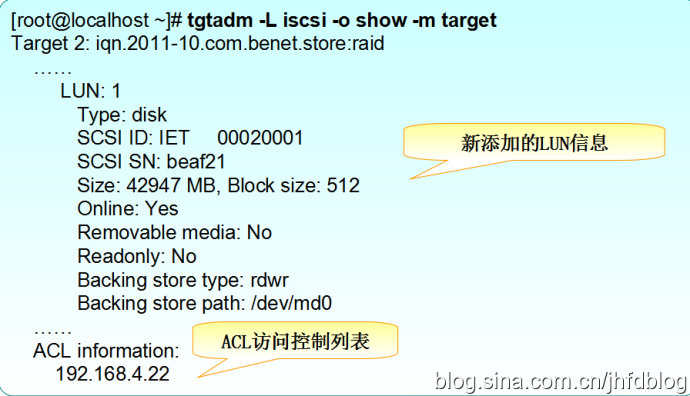 [root@localhost ~]# tgtadm -L iscsi -o show -m target
Target 2: iqn.2011-10.com.benet.store:raid
……
LUN: 1
Type: disk
SCSI ID: IET     00020001
SCSI SN: beaf21
新添加的LUN信息
Size: 42947 MB, Block size: 512
Online: Yes
Removable media: No
Readonly: No
Backing store type: rdwr
Backing store path: /dev/md0
……
ACL information:
ACL访问控制列表
192.168.4.22
blog.sina.com.cn/jhfdblog